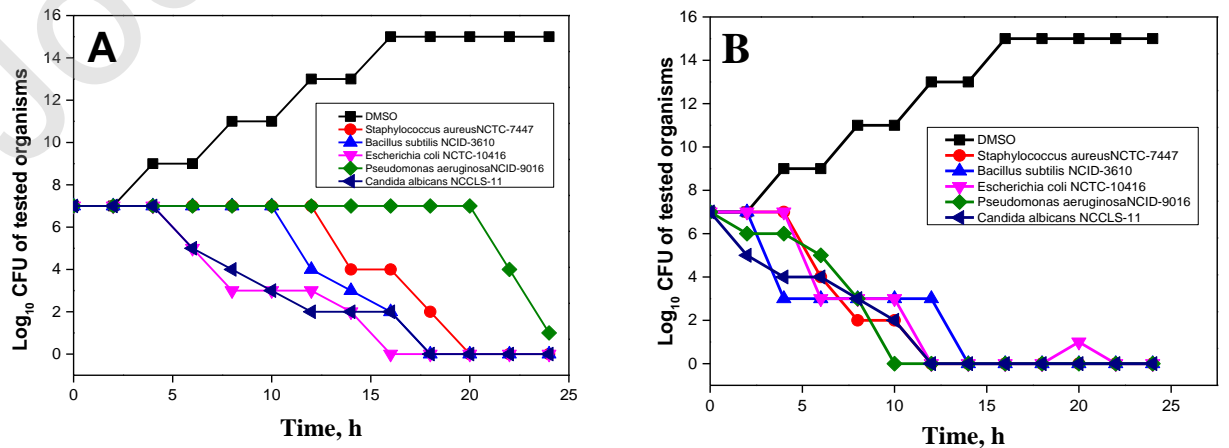 A
Log10 CFU of tested organisms
16
14
12
10
8
6
4
2
0
DMSO
Staphylococcus aureusNCTC-7447
Bacillus subtilis NCID-3610
Escherichia coli NCTC-10416
Pseudomonas aeruginosaNCID-9016
Candida albicans NCCLS-11
0 5 10 15 20 25
Time, h
B
Log10 CFU of tested organisms
16
14
12
10
8
6
4
2
0
DMSO
Staphylococcus aureusNCTC-7447
Bacillus subtilis NCID-3610
Escherichia coli NCTC-10416
Pseudomonas aeruginosaNCID-9016
Candida albicans NCCLS-11
0 5 10 15 20 25
Time, h